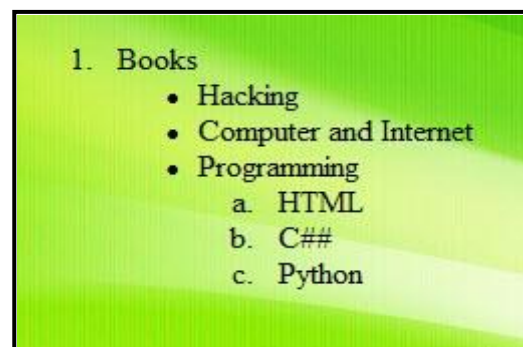 1. Books
• Hacking
• Computer and Internet
• Programming
a. HTML
b. C##
c. Python